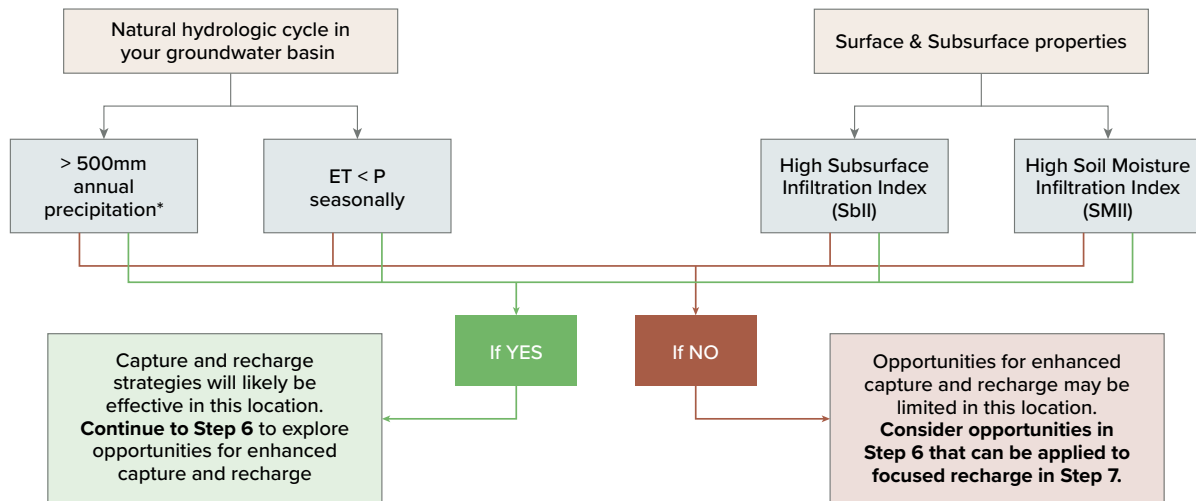 Natural hydrologic cycle in
your groundwater basin
Surface & Subsurface properties
> 500mm
annual
precipitation*
ET < P
seasonally
High Subsurface
Infiltration Index
(SbII)
High Soil Moisture
Infiltration Index
(SMII)
If YES
If NO
Capture and recharge
strategies will likely be
effective in this location.
Continue to Step 6 to explore
opportunities for enhanced
capture and recharge
Opportunities for enhanced
capture and recharge may be
limited in this location.
Consider opportunities in
Step 6 that can be applied to
focused recharge in Step 7.